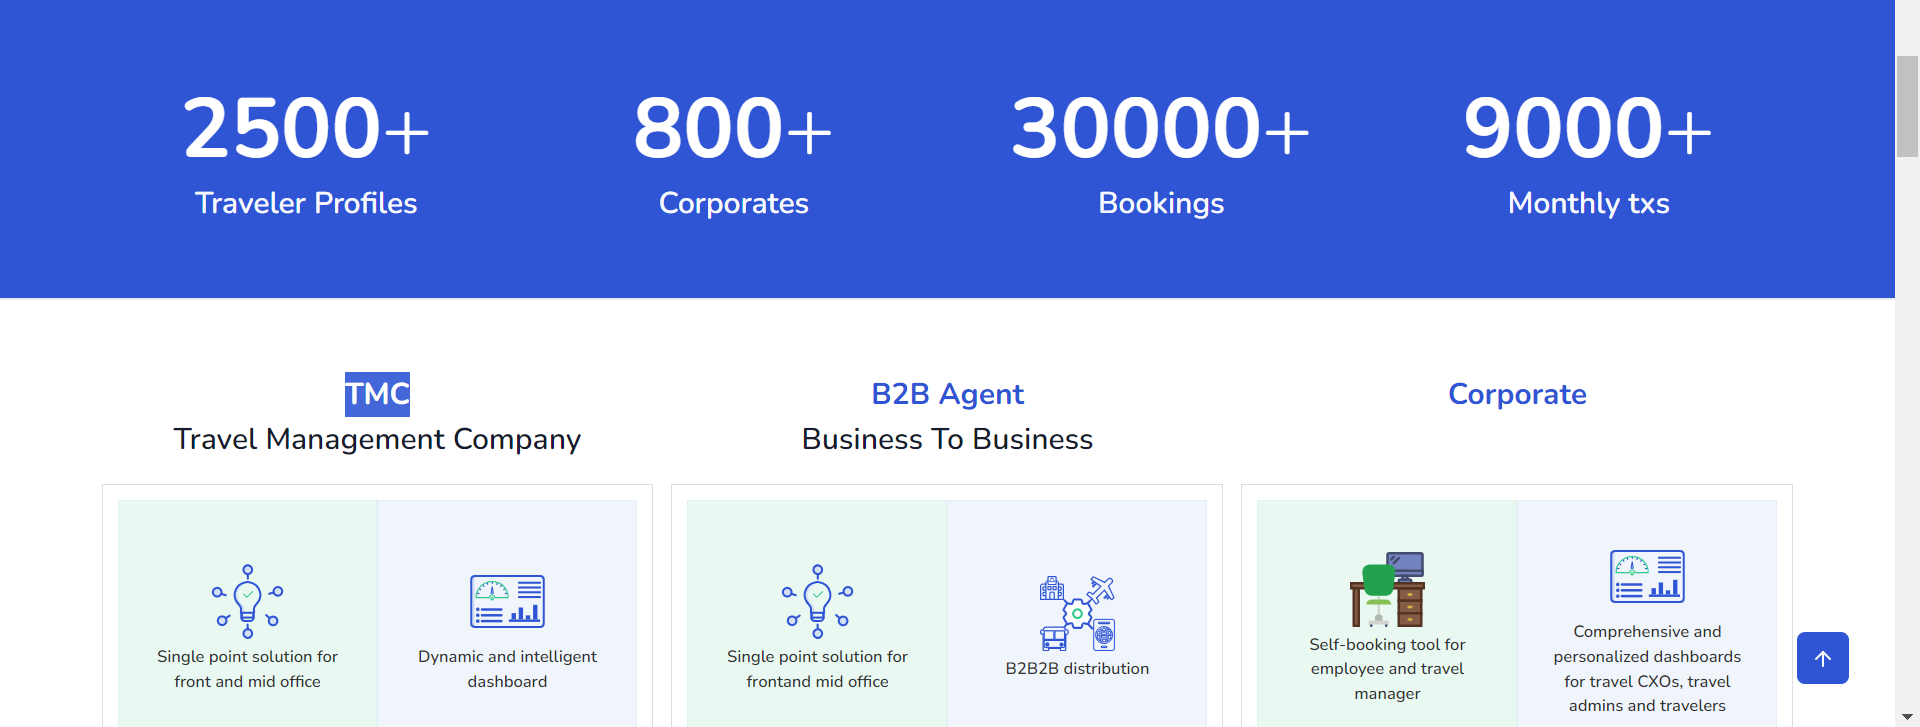 2500+
Traveler Profiles
800+
Corporates
30000+
Bookings
9000+
Monthly txs
TMC
Travel Management Company
B2B Agent
Business To Business
Corporate
Single point solution for
front and mid office
Dynamic and intelligent
dashboard
Single point solution for
frontand mid office
B2B2B distribution
Self-booking tool for
employee and travel
manager
Comprehensive and
personalized dashboards
for travel CXOs, travel
admins and travelers